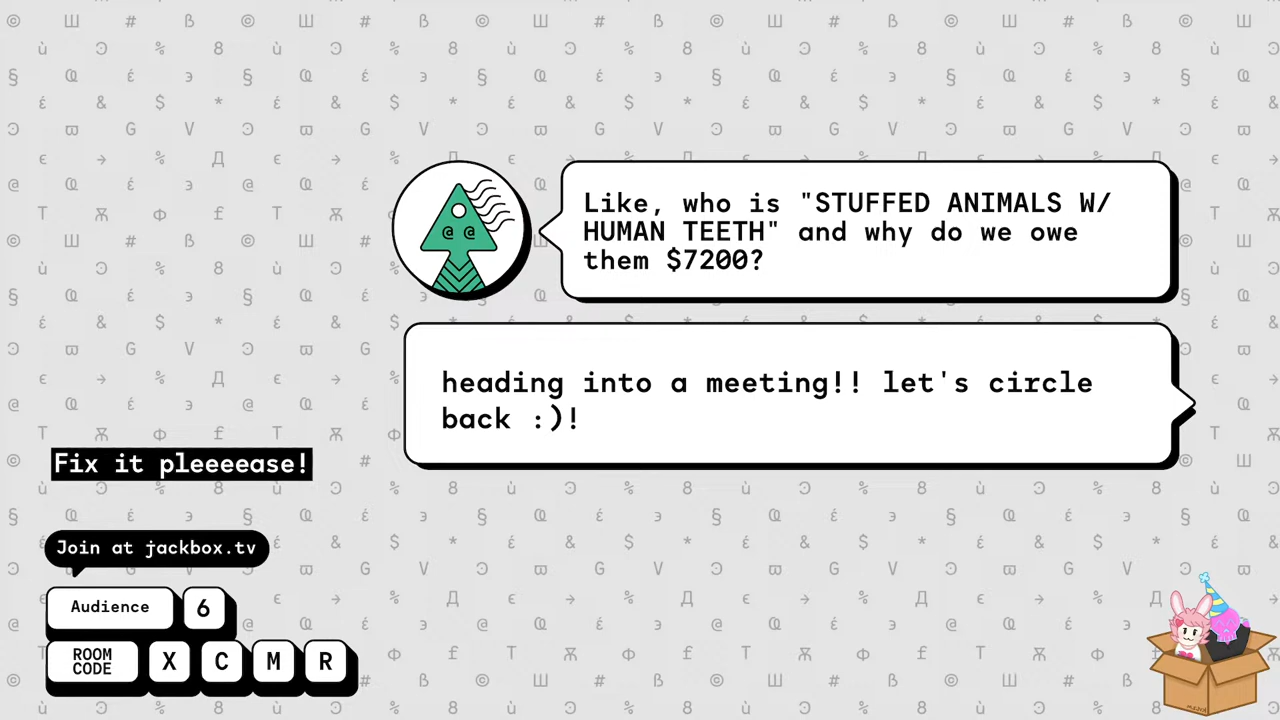 Like, who is "STUFFED ANIMALS W/
HUMAN TEETH" and why do we owe
them $7200?
heading into a meeting!! let's circle
back :)!
Fix it pleeeease!
Join at jackbox.tv
Audience 6
ROOM
CODE X C M R